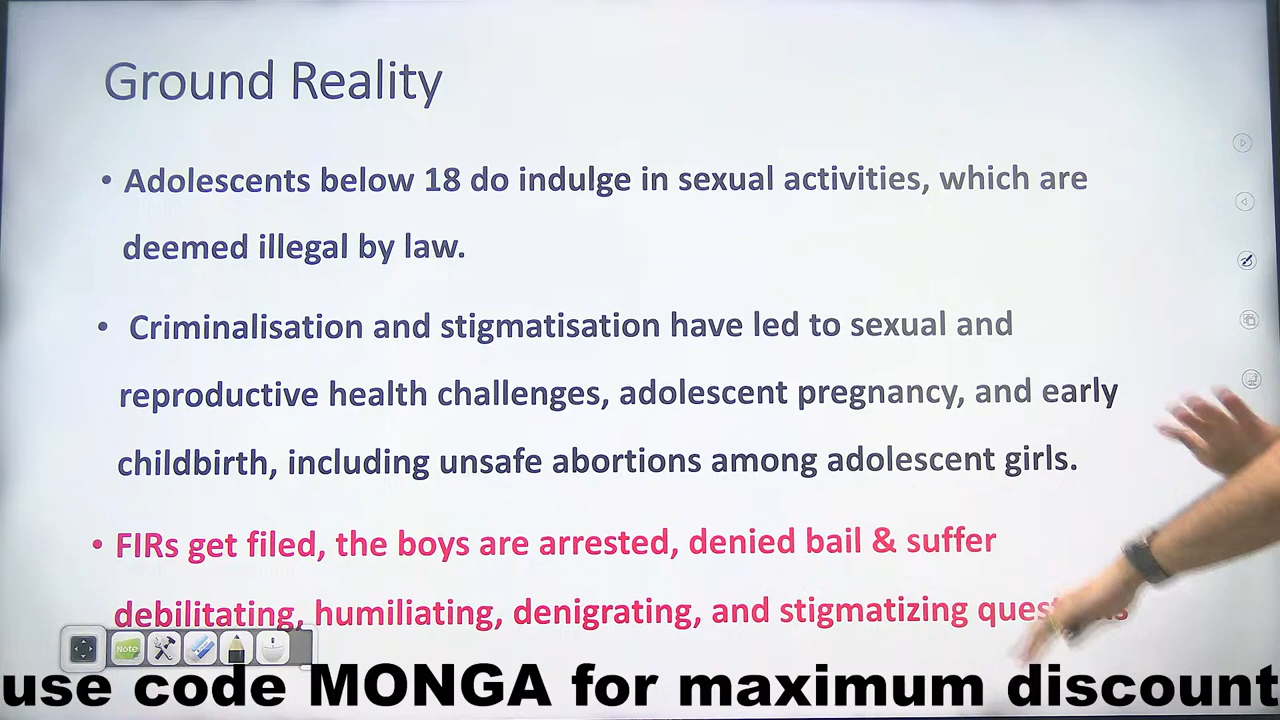 Ground Reality
• Adolescents below 18 do indulge in sexual activities, which are
deemed illegal by law.
• Criminalisation and stigmatisation have led to sexual and
reproductive health challenges, adolescent pregnancy, and early
childbirth, including unsafe abortions among adolescent girls.
• FIRs get filed, the boys are arrested, denied bail & suffer
debilitating, humiliating, denigrating, and stigmatizing
Note
use code MONGA for maximum discount